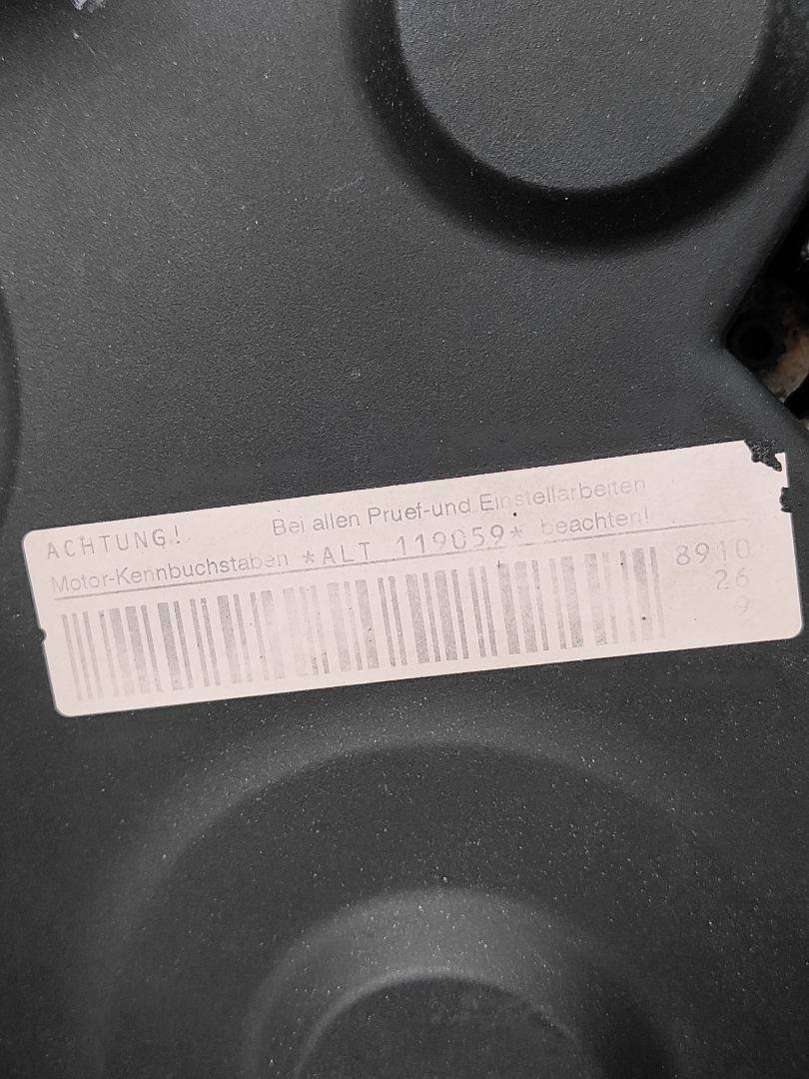 ACHTUNG! Bei allen Pruef-und Einstellarbeiten
Motor-Kennbuchstaben *ALT 119059* beachten!
8910
26
9